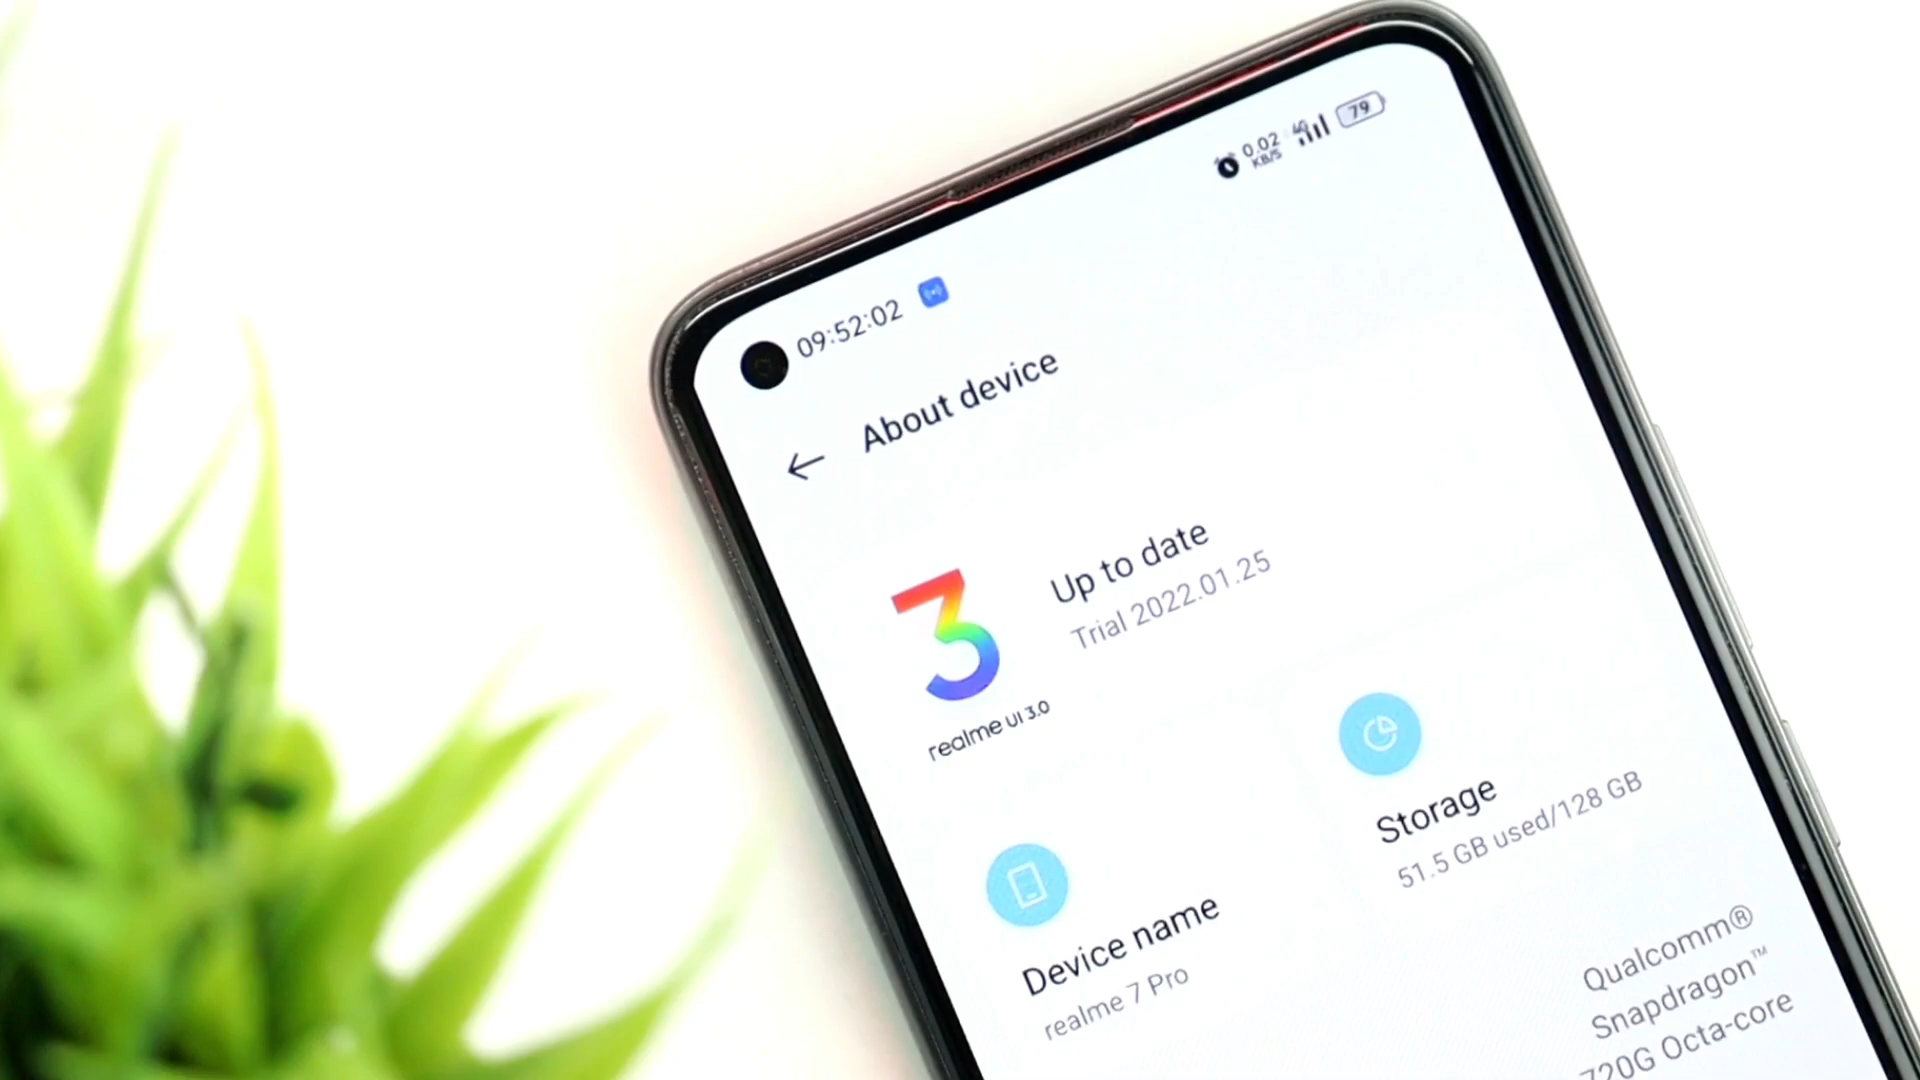 09:52:02
0.02
KB/S
4G
79
About device
Up to date
Trial 2022.01.25
realme UI 3.0
Storage
51.5 GB used/128 GB
Device name
realme 7 Pro
Qualcomm®
Snapdragon™
720G Octa-core